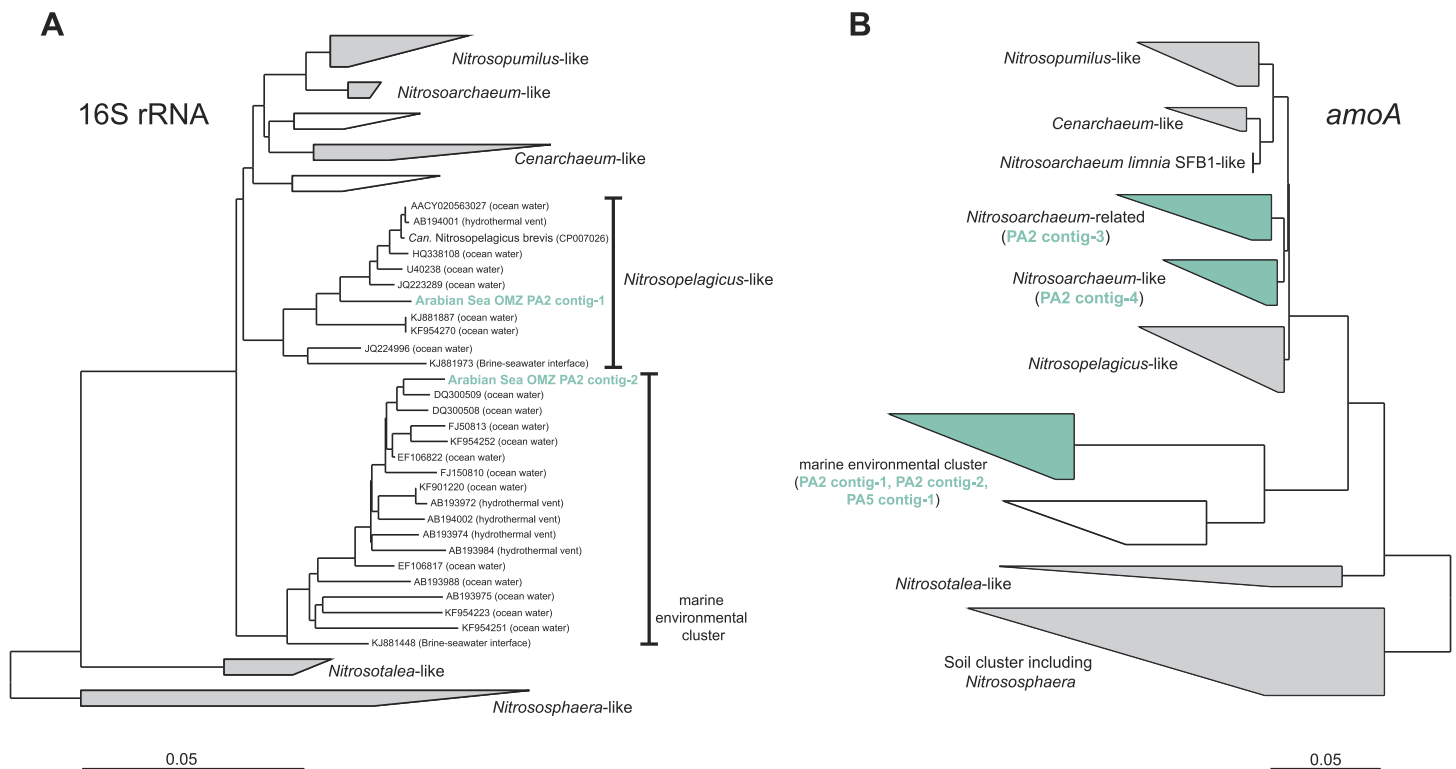 A
16S rRNA
Nitrosopumilus-like
Nitrosoarchaeum-like
Cenarchaeum-like
AACY020563027 (ocean water)
AB194001 (hydrothermal vent)
Can. Nitrosopelagicus brevis (CP007026)
HQ338108 (ocean water)
U40238 (ocean water)
JQ223289 (ocean water)
Arabian Sea OMZ PA2 contig-1
KJ881887 (ocean water)
KF954270 (ocean water)
JQ224996 (ocean water)
KJ881973 (Brine-seawater interface)
Nitrosopelagicus-like
Arabian Sea OMZ PA2 contig-2
DQ300509 (ocean water)
DQ300508 (ocean water)
FJ50813 (ocean water)
KF954252 (ocean water)
EF106822 (ocean water)
FJ150810 (ocean water)
KF901220 (ocean water)
AB193972 (hydrothermal vent)
AB194002 (hydrothermal vent)
AB193974 (hydrothermal vent)
AB193984 (hydrothermal vent)
EF106817 (ocean water)
AB193988 (ocean water)
AB193975 (ocean water)
KF954223 (ocean water)
KF954251 (ocean water)
KJ881448 (Brine-seawater interface)
marine
environmental
cluster
Nitrosotalea-like
Nitrososphaera-like
0.05
B
amoA
Nitrosopumilus-like
Cenarchaeum-like
Nitrosoarchaeum limnia SFB1-like
Nitrosoarchaeum-related
(PA2 contig-3)
Nitrosoarchaeum-like
(PA2 contig-4)
Nitrosopelagicus-like
marine environmental cluster
(PA2 contig-1, PA2 contig-2,
PA5 contig-1)
Nitrosotalea-like
Soil cluster including
Nitrososphaera
0.05